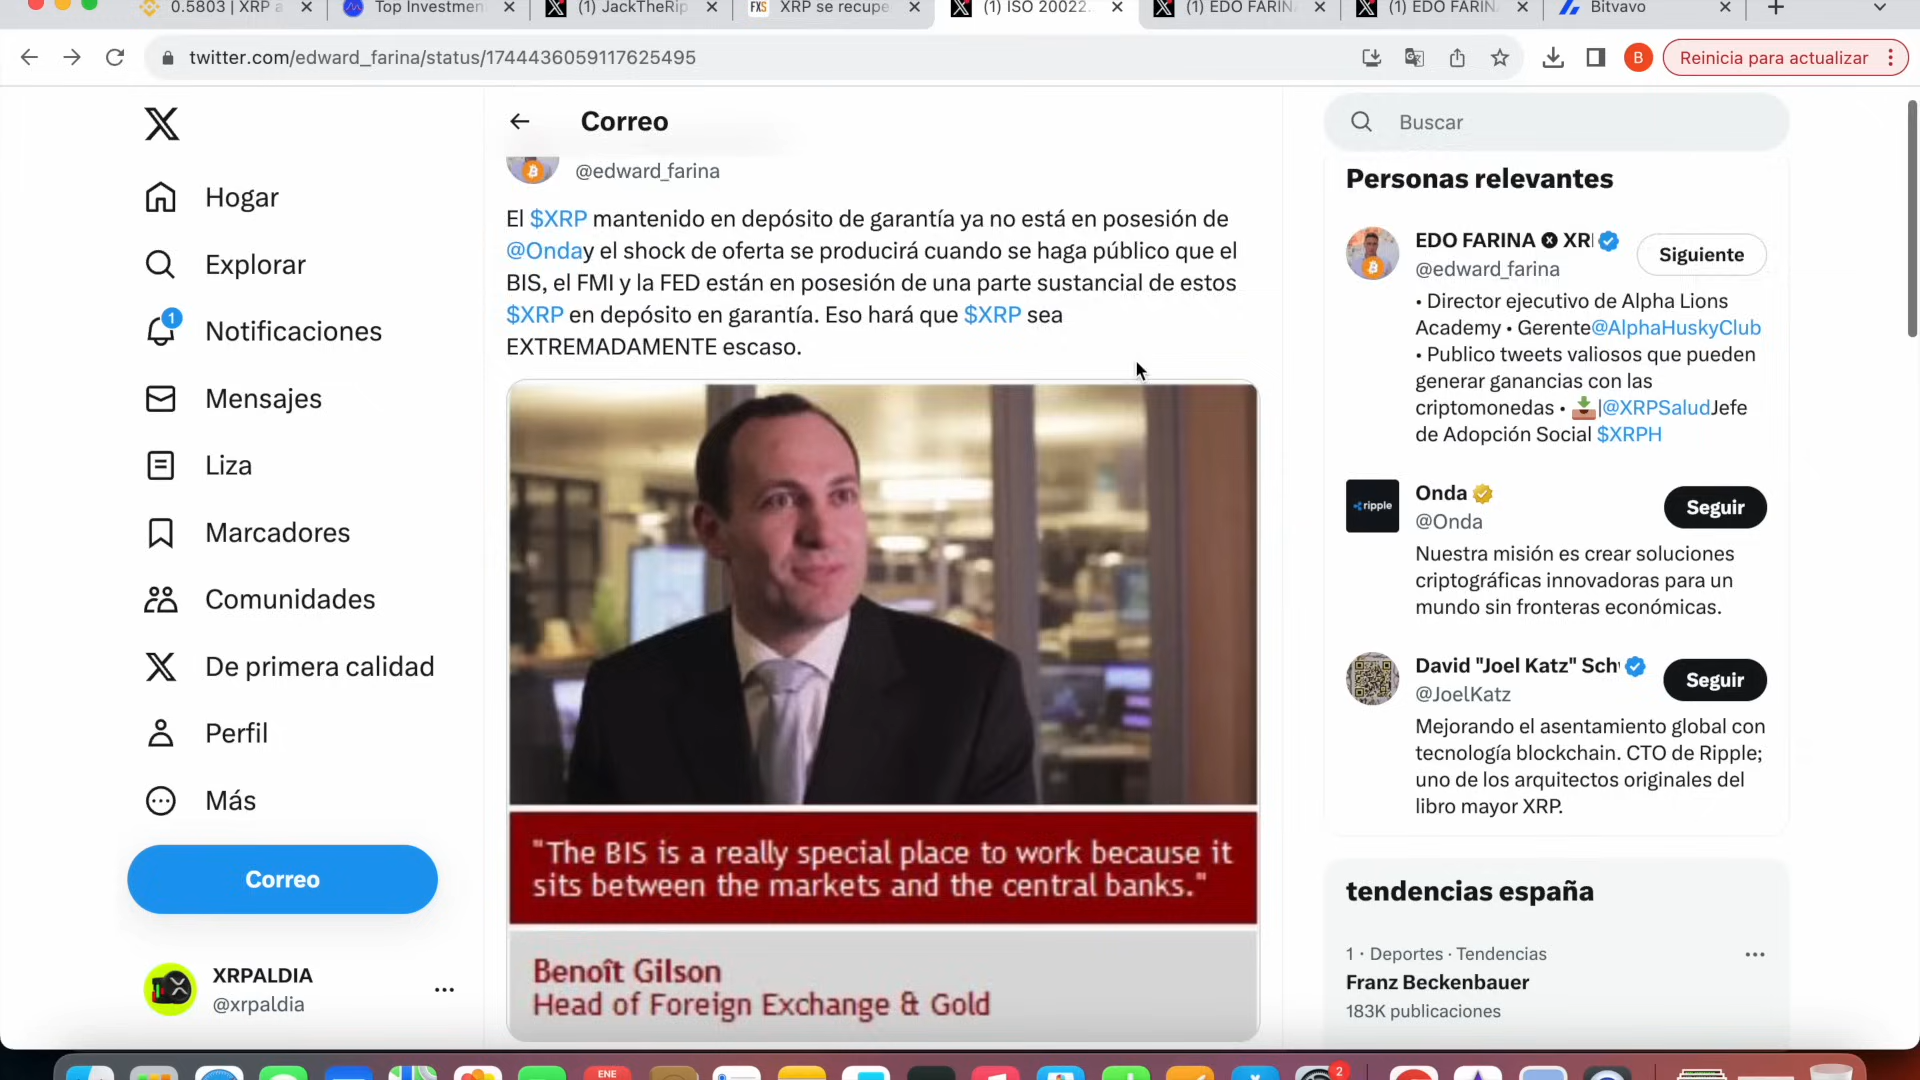 0.5803 | XRP a
Top Investmen
(1) JackTheRip
XRP se recupe
(1) ISO 20022.
(1) EDO FARIN
(1) EDO FARIN
Bitvavo
twitter.com/edward_farina/status/1744436059117625495
B
Reinicia para actualizar
Hogar
Explorar
1
Notificaciones
Mensajes
Liza
Marcadores
Comunidades
De primera calidad
Perfil
Más
Correo
XRPALDIA
@xrpaldia
Correo
@edward_farina
El $XRP mantenido en depósito de garantía ya no está en posesión de
@Onday el shock de oferta se producirá cuando se haga público que el
BIS, el FMI y la FED están en posesión de una parte sustancial de estos
$XRP en depósito en garantía. Eso hará que $XRP sea
EXTREMADAMENTE escaso.
"The BIS is a really special place to work because it
sits between the markets and the central banks."
Benoît Gilson
Head of Foreign Exchange & Gold
Buscar
Personas relevantes
EDO FARINA XRI
@edward_farina
Siguiente
• Director ejecutivo de Alpha Lions
Academy • Gerente@AlphaHuskyClub
• Publico tweets valiosos que pueden
generar ganancias con las
criptomonedas • |@XRPSaludJefe
de Adopción Social $XRPH
ripple
Onda
@Onda
Seguir
Nuestra misión es crear soluciones
criptográficas innovadoras para un
mundo sin fronteras económicas.
David "Joel Katz" Schw
@JoelKatz
Seguir
Mejorando el asentamiento global con
tecnología blockchain. CTO de Ripple;
uno de los arquitectos originales del
libro mayor XRP.
tendencias españa
1 · Deportes · Tendencias
Franz Beckenbauer
183K publicaciones
ENE
2